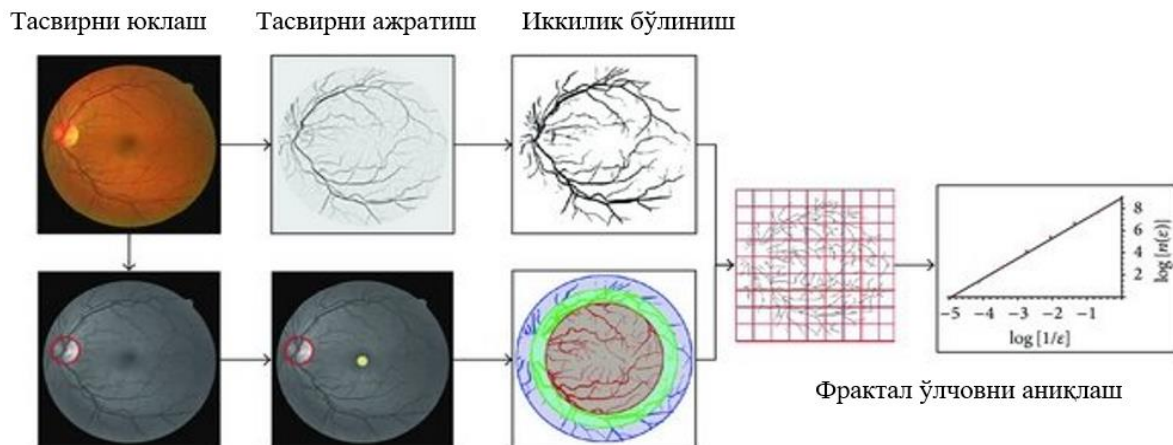 Тасвирни юклаш
Тасвирни ажратиш
Иккилик бўлиниш
8
6
4
2
log [n(ε)]
−5 −4 −3 −2 −1
log [1/ε]
Фрактал ўлчовни аниқлаш